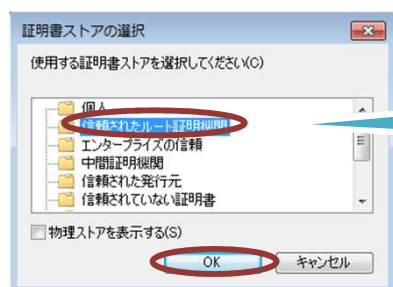 証明書ストアの選択
使用する証明書ストアを選択してください(C)
個人
信頼されたルート証明機関
エンタープライズの信頼
中間証明機関
信頼された発行元
信頼されていない証明書
物理ストアを表示する(S)
OK
キャンセル